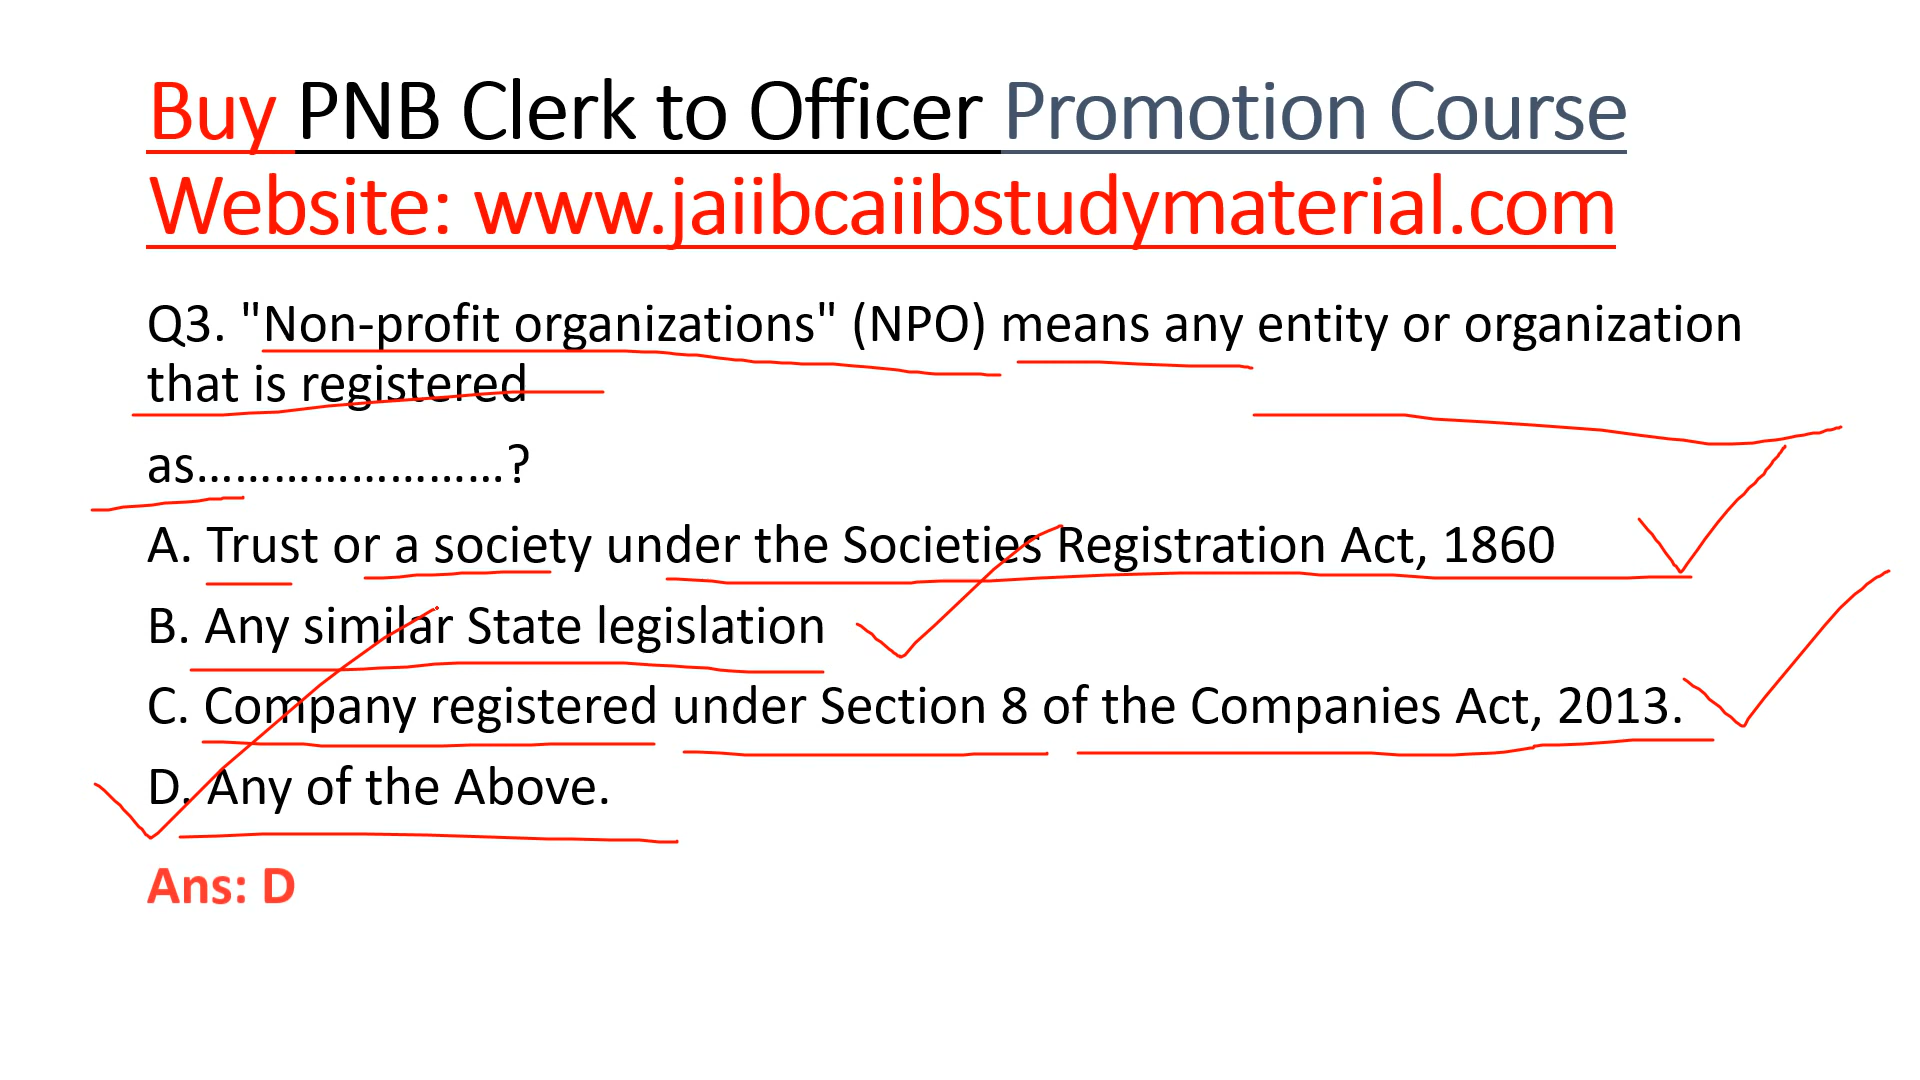 Buy PNB Clerk to Officer Promotion Course
Website: www.jaiibcaiibstudymaterial.com
Q3. "Non-profit organizations" (NPO) means any entity or organization
that is registered
as……………………?
A. Trust or a society under the Societies Registration Act, 1860
B. Any similar State legislation
C. Company registered under Section 8 of the Companies Act, 2013.
D. Any of the Above.
Ans: D